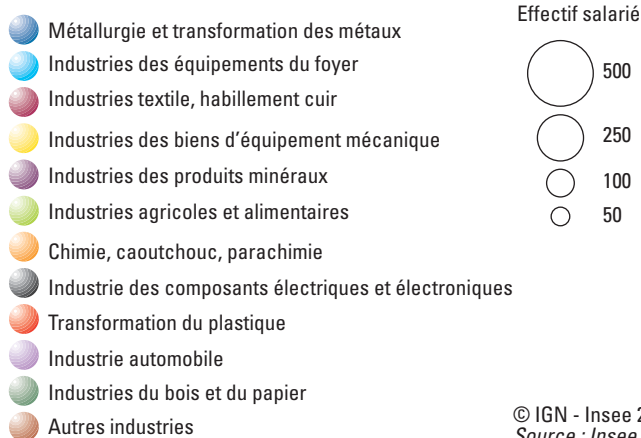 Métallurgie et transformation des métaux
Industries des équipements du foyer
Industries textile, habillement cuir
Industries des biens d'équipement mécanique
Industries des produits minéraux
Industries agricoles et alimentaires
Chimie, caoutchouc, parachimie
Industrie des composants électriques et électroniques
Transformation du plastique
Industrie automobile
Industries du bois et du papier
Autres industries
Effectif salarié
500
250
100
50
© IGN - Insee 2
Source : Insee